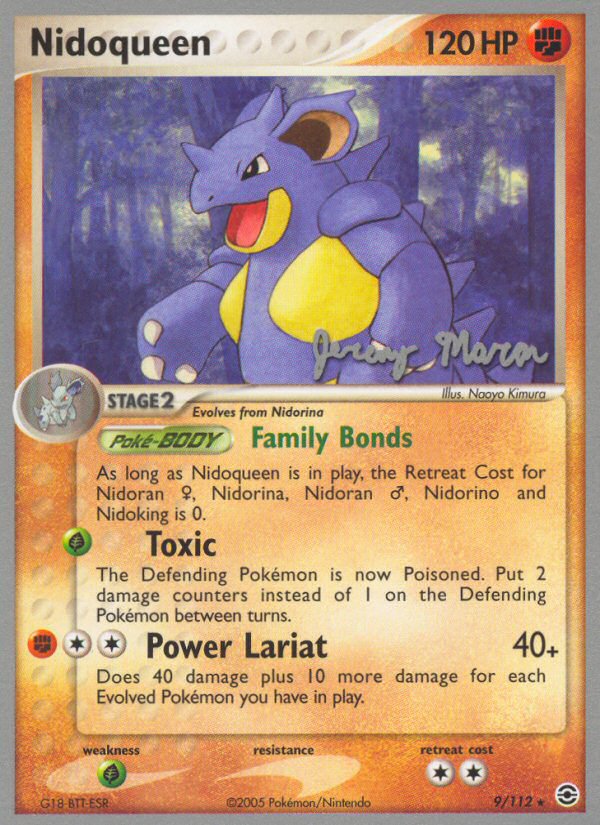 Nidoqueen 120 HP
Jeremy Maron
Illus. Naoyo Kimura
STAGE 2
Evolves from Nidorina
Poké-BODY Family Bonds
As long as Nidoqueen is in play, the Retreat Cost for
Nidoran ♀, Nidorina, Nidoran ♂, Nidorino and
Nidoking is 0.
Toxic
The Defending Pokémon is now Poisoned. Put 2
damage counters instead of 1 on the Defending
Pokémon between turns.
Power Lariat 40+
Does 40 damage plus 10 more damage for each
Evolved Pokémon you have in play.
weakness resistance retreat cost
G18-BTT-ESR ©2005 Pokémon/Nintendo 9/112 ★